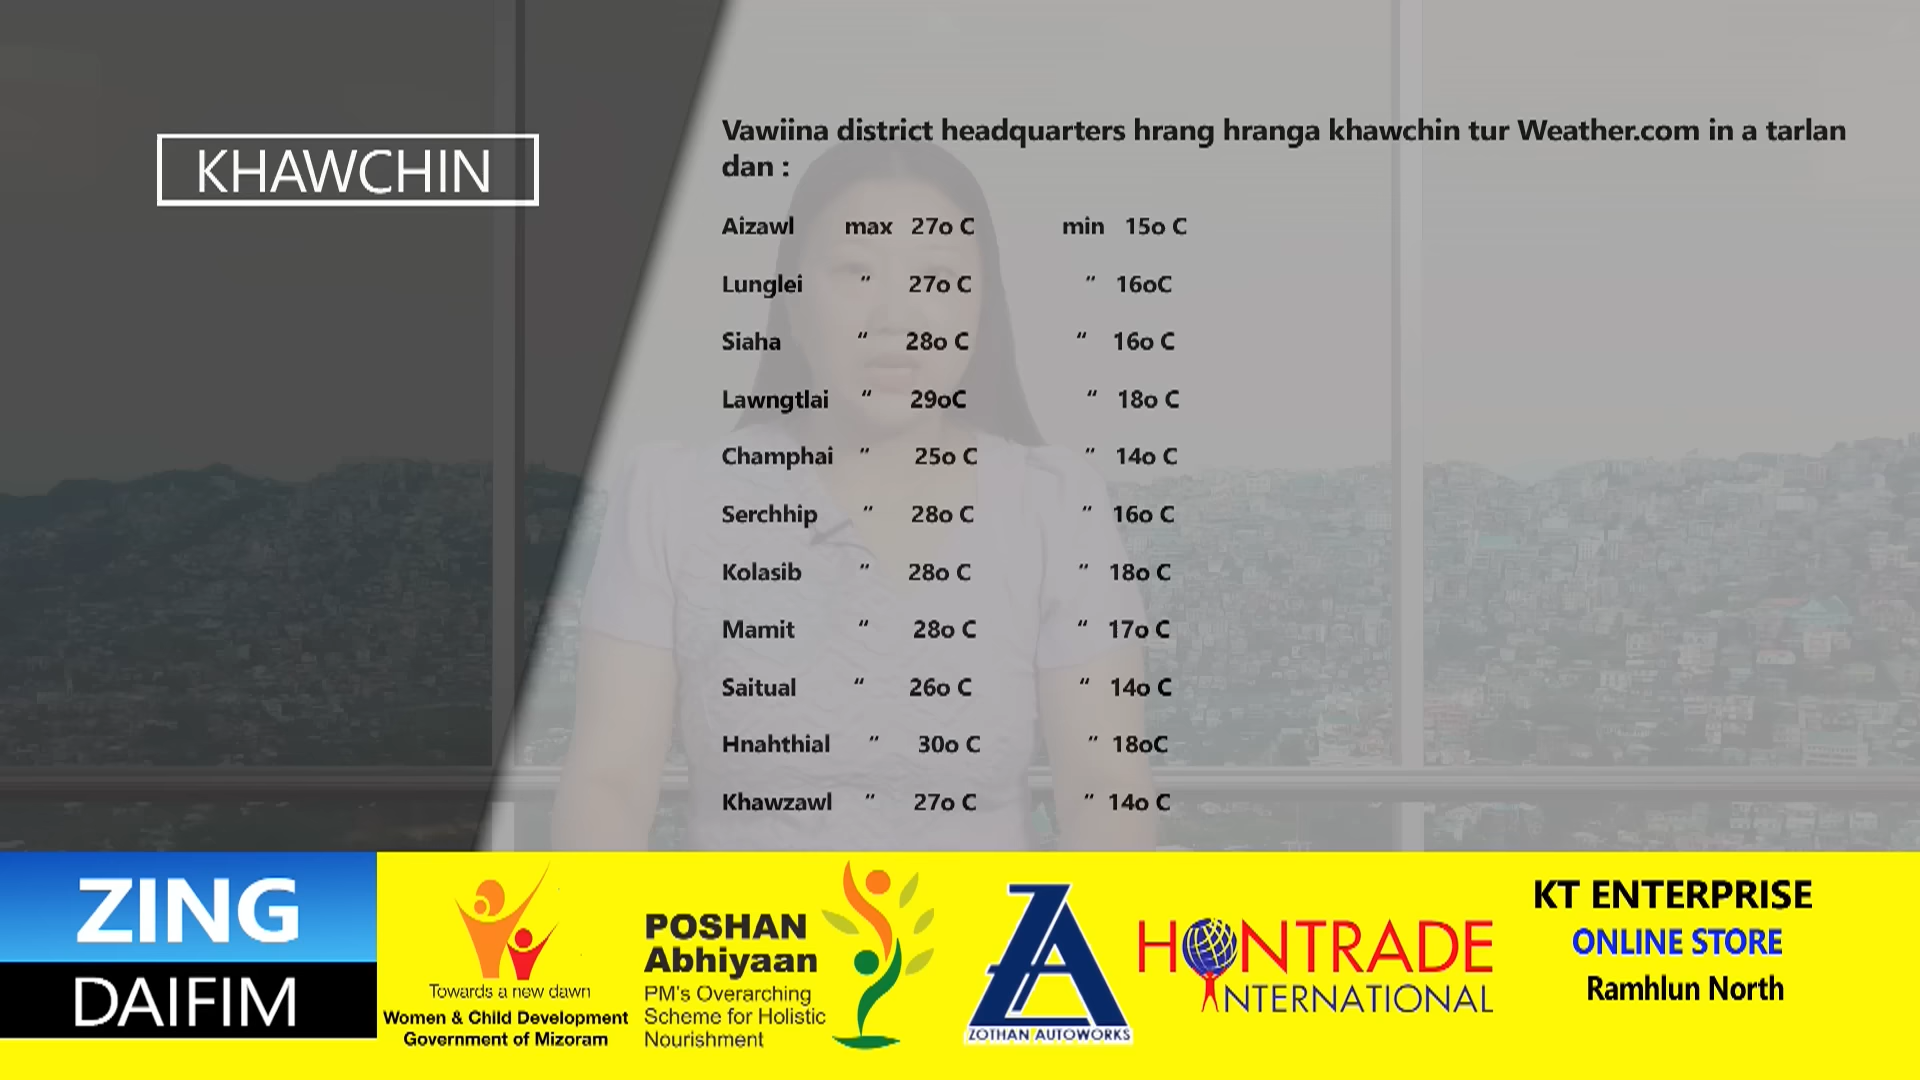 KHAWCHIN
Vawiina district headquarters hrang hranga khawchin tur Weather.com in a tarlan
dan :
Aizawl max 27o C min 15o C
Lunglei “ 27o C “ 16oC
Siaha “ 28o C “ 16o C
Lawngtlai “ 29oC “ 18o C
Champhai “ 25o C “ 14o C
Serchhip “ 28o C “ 16o C
Kolasib “ 28o C “ 18o C
Mamit “ 28o C “ 17o C
Saitual “ 26o C “ 14o C
Hnahthial “ 30o C “ 18oC
Khawzawl “ 27o C “ 14o C
ZING
DAIFIM
Towards a new dawn
Women & Child Development
Government of Mizoram
POSHAN
Abhiyaan
PM's Overarching
Scheme for Holistic
Nourishment
ZA
ZOTHAN AUTOWORKS
HONTRADE
INTERNATIONAL
KT ENTERPRISE
ONLINE STORE
Ramhlun North